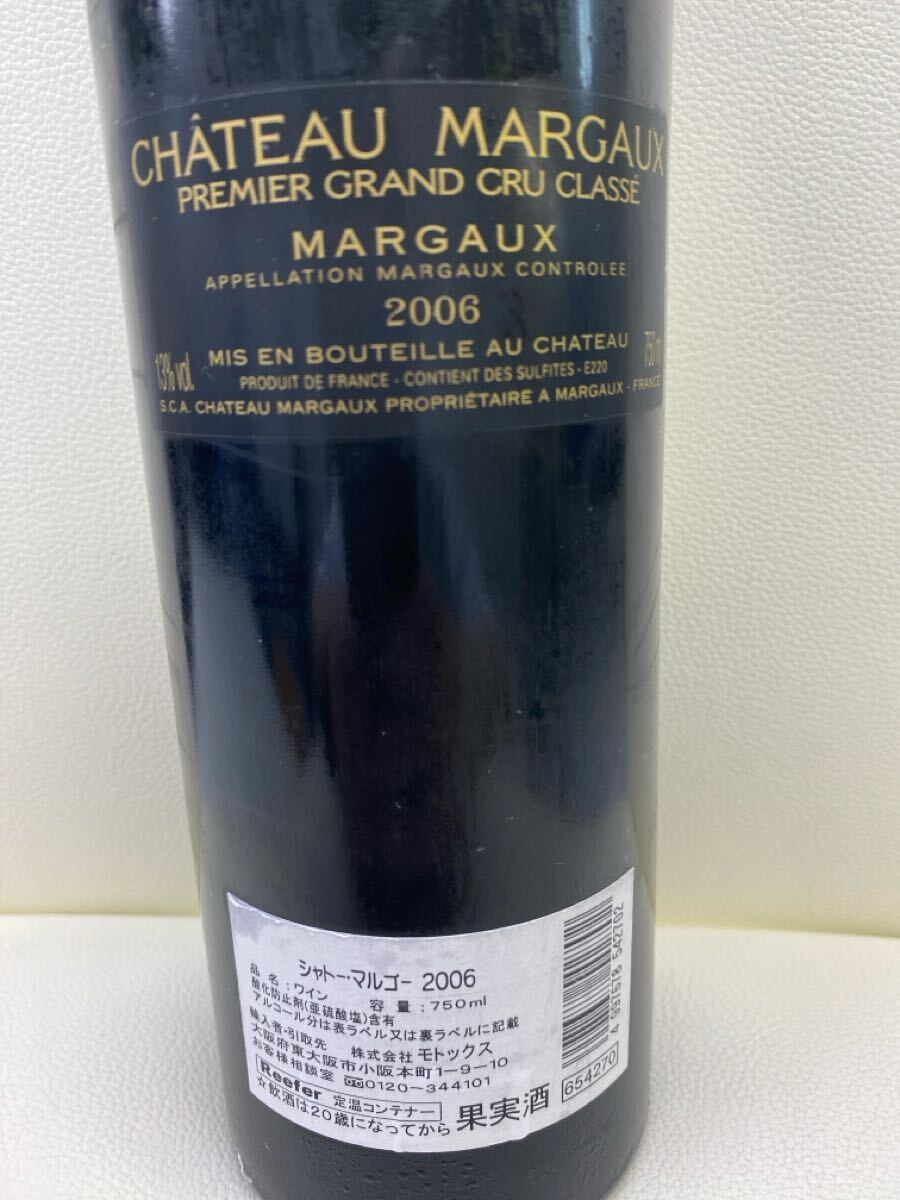 CHÂTEAU MARGAUX
PREMIER GRAND CRU CLASSÉ
MARGAUX
APPELLATION MARGAUX CONTROLEE
2006
13% vol. MIS EN BOUTEILLE AU CHATEAU 750 m
PRODUIT DE FRANCE - CONTIENT DES SULFITES - E220
S.C.A. CHATEAU MARGAUX PROPRIÉTAIRE A MARGAUX - FRANCE
シャトー・マルゴー 2006
品名:ワイン 容量:750ml
酸化防止剤(亜硫酸塩)含有
アルコール分は表ラベル又は裏ラベルに記載
輸入者・引取先 株式会社 モトックス
大阪府東大阪市小阪本町1-9-10
お客様相談室 0120-344101
Reefer 定温コンテナー
☆飲酒は20歳になってから 果実酒
654270
4 997678 542702